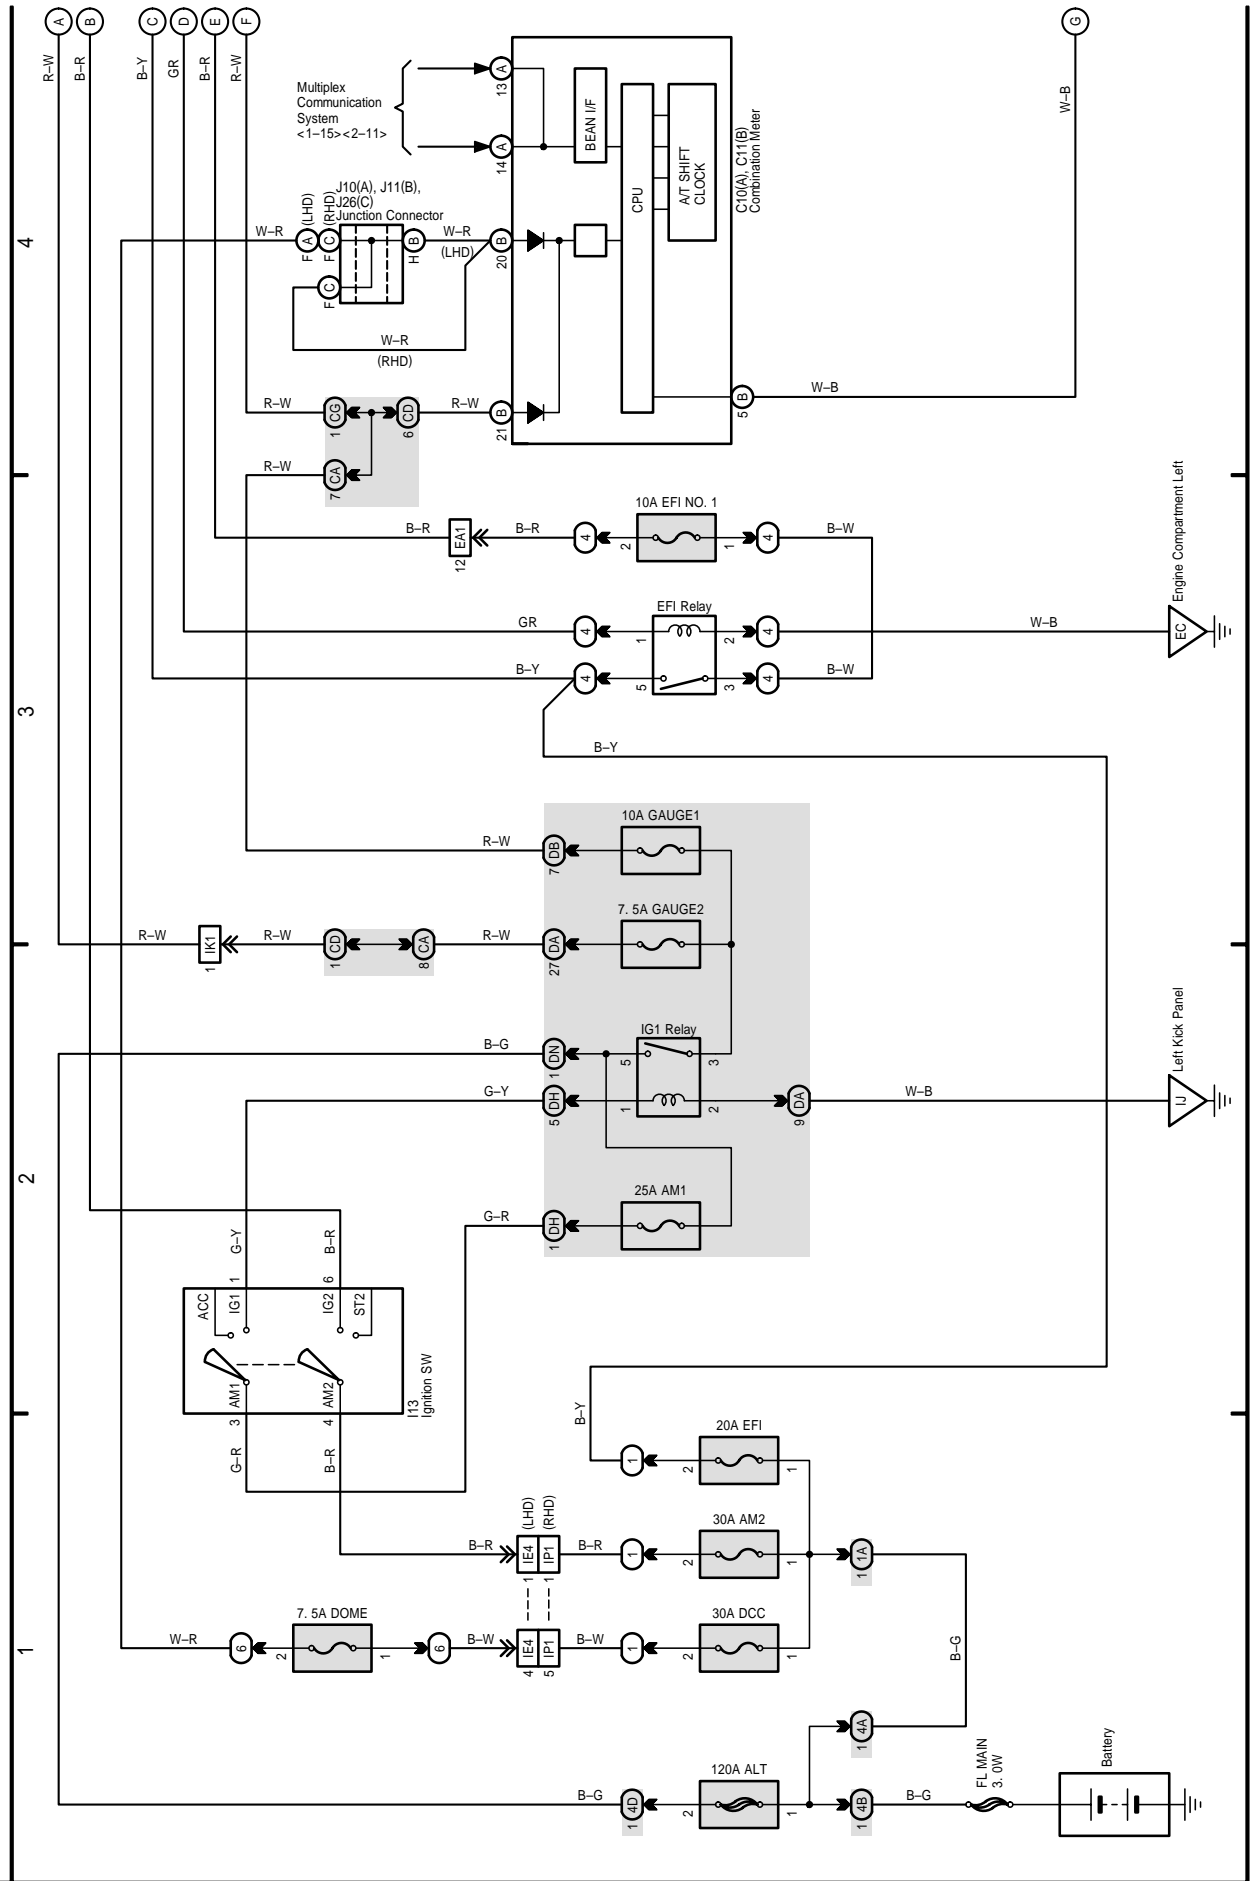 A
B
C
D
E
F
G
R–W
B–R
B–Y
GR
B–R
R–W
W–B
Multiplex
Communication
System
<1–15><2–11>
13
A
14
A
BEAN I/F
CPU
A/T SHIFT
CLOCK
C10(A), C11(B)
Combination Meter
J10(A), J11(B),
J26(C)
Junction Connector
(LHD)
(RHD)
4
W–R
A
F
C
F
B
H
W–R
(LHD)
20
B
C
F
W–R
(RHD)
R–W
CG
1
CD
6
R–W
21
B
5
B
W–B
R–W
CA
7
10A EFI NO. 1
B–R
EA1
12
B–R
4
2
1
4
B–W
Engine Compartment Left
EFI Relay
GR
4
1
2
4
W–B
EC
B–Y
4
5
3
4
B–W
3
B–Y
10A GAUGE1
R–W
DB
7
7. 5A GAUGE2
R–W
IK1
1
R–W
CD
1
CA
8
R–W
DA
27
Left Kick Panel
IG1 Relay
B–G
DN
1
5
3
G–Y
DH
5
1
2
DA
9
W–B
IJ
2
25A AM1
G–R
DH
1
G–Y
B–R
1
6
ACC
IG1
IG2
ST2
AM1
AM2
I13
Ignition SW
3
4
G–R
B–R
B–Y
20A EFI
1
2
1
(LHD)
(RHD)
30A AM2
B–R
IE4
1
IP1
1
B–R
1
2
1
1A
1
7. 5A DOME
30A DCC
1
W–R
6
2
1
6
B–W
IE4
4
IP1
5
B–W
1
2
1
B–G
4A
1
FL MAIN
3. 0W
Battery
120A ALT
B–G
4D
1
2
1
4B
1
B–G